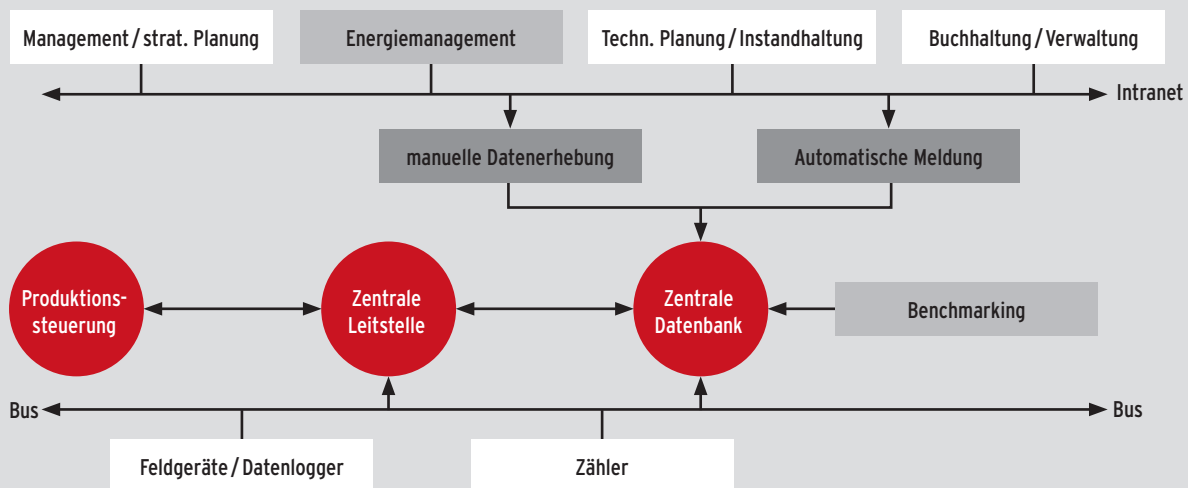 Management / strat. Planung
Energiemanagement
Techn. Planung / Instandhaltung
Buchhaltung / Verwaltung
Intranet
manuelle Datenerhebung
Automatische Meldung
Produktions-
steuerung
Zentrale
Leitstelle
Zentrale
Datenbank
Benchmarking
Bus
Bus
Feldgeräte / Datenlogger
Zähler